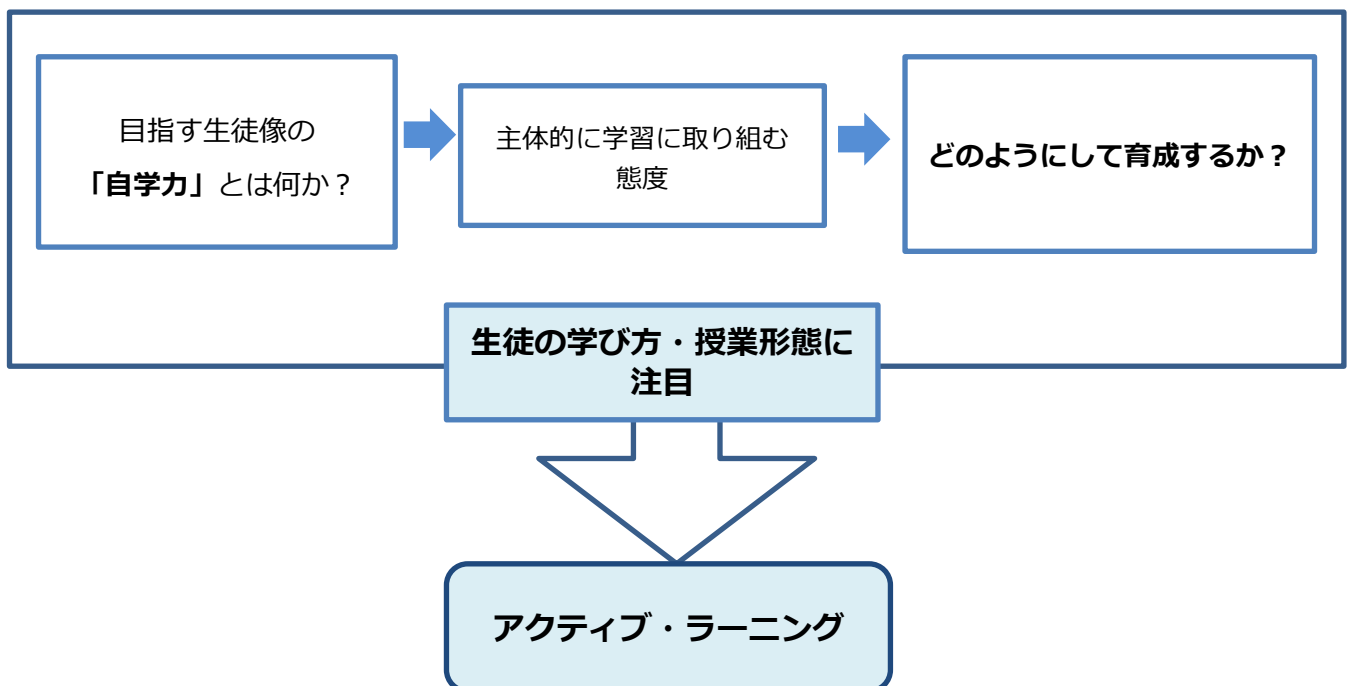 目指す生徒像の
「自学力」とは何か？
主体的に学習に取り組む
態度
どのようにして育成するか？
生徒の学び方・授業形態に
注目
アクティブ・ラーニング